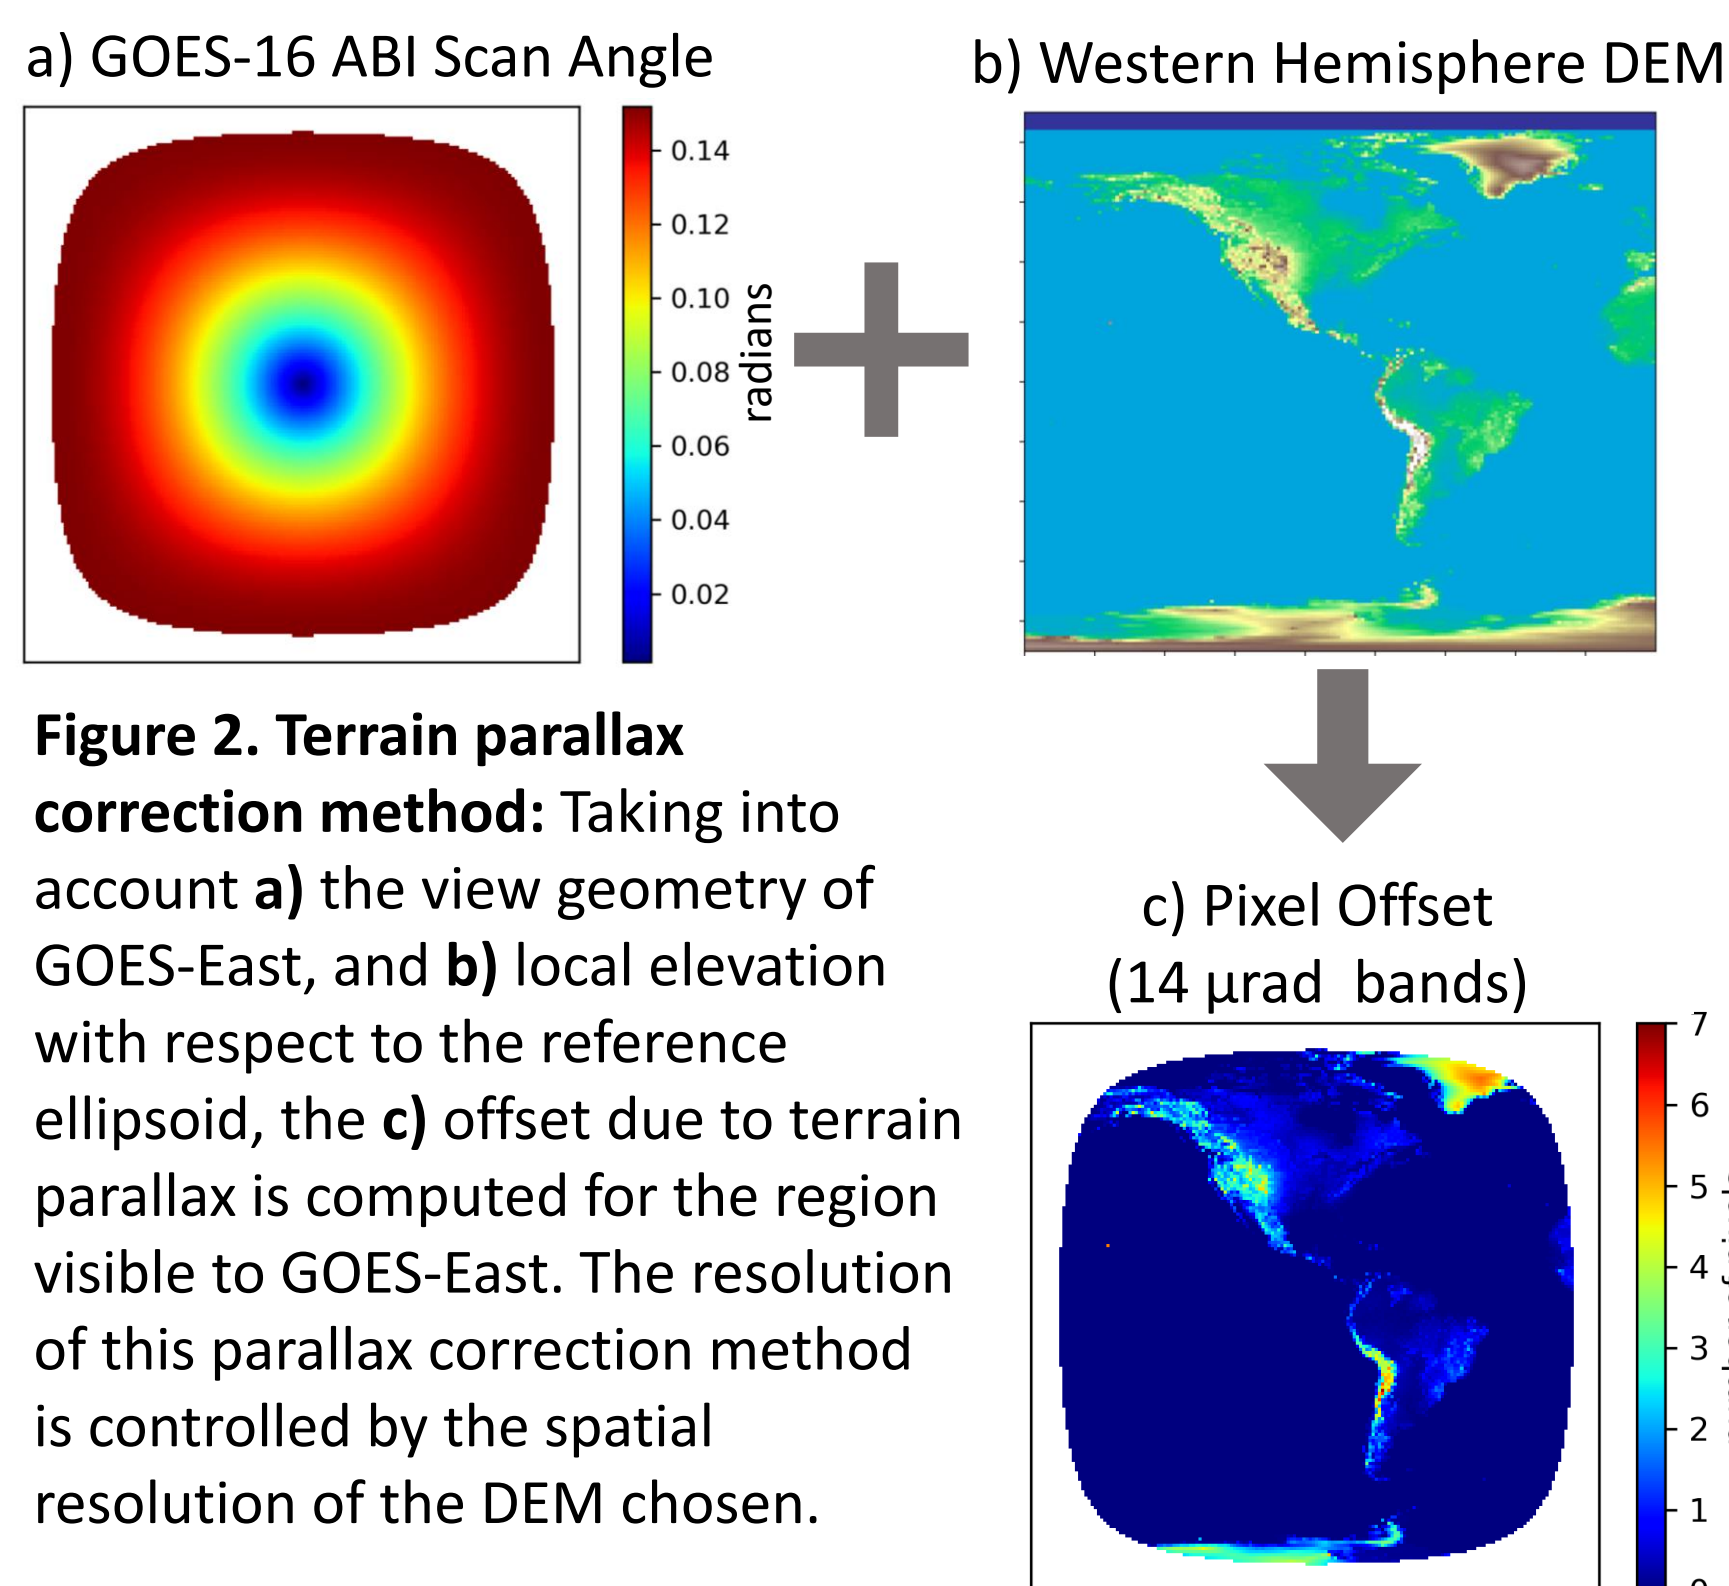 a) GOES-16 ABI Scan Angle
0.14
0.12
0.10
0.08
0.06
0.04
0.02
radians
b) Western Hemisphere DEM
Figure 2. Terrain parallax
correction method: Taking into
account a) the view geometry of
GOES-East, and b) local elevation
with respect to the reference
ellipsoid, the c) offset due to terrain
parallax is computed for the region
visible to GOES-East. The resolution
of this parallax correction method
is controlled by the spatial
resolution of the DEM chosen.
c) Pixel Offset
(14 μrad bands)
7
6
5
4
3
2
1